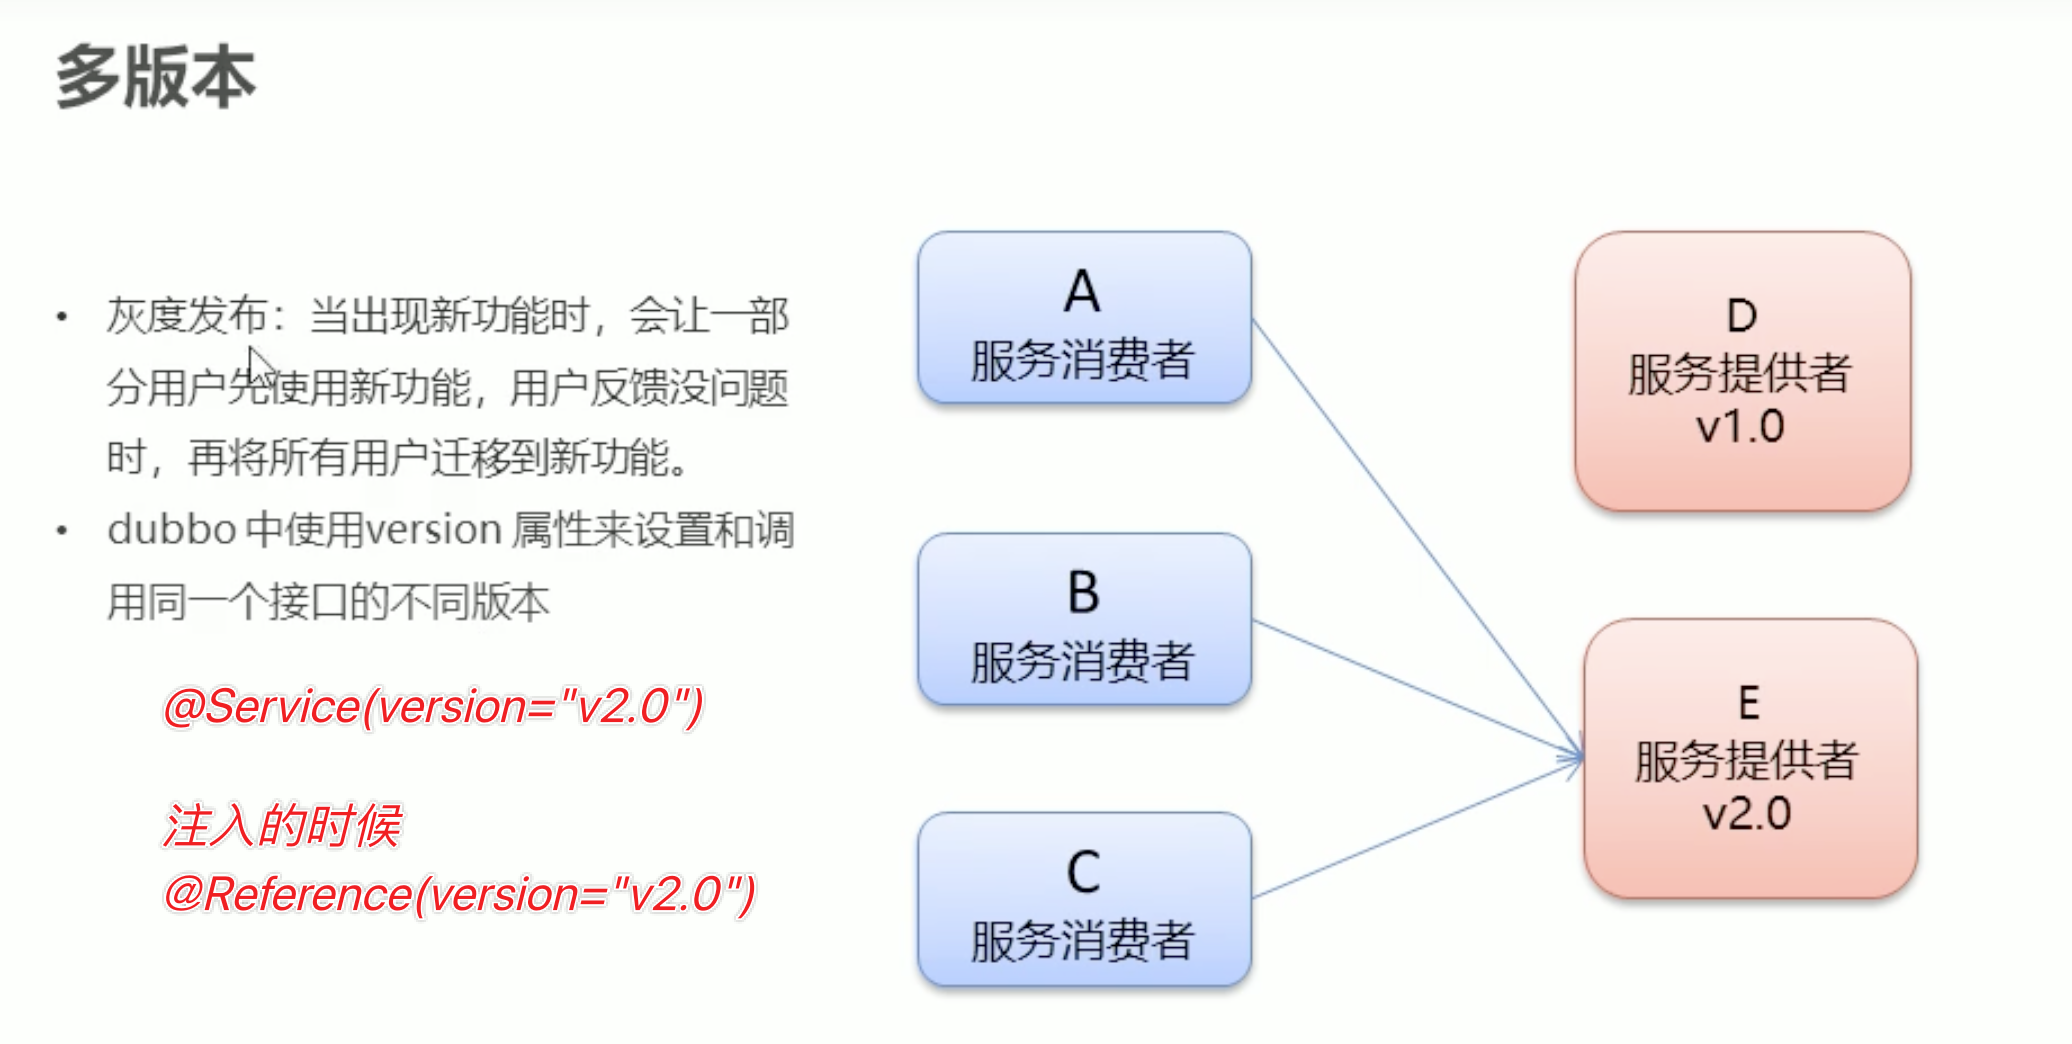 多版本
• 灰度发布：当出现新功能时，会让一部
分用户先使用新功能，用户反馈没问题
时，再将所有用户迁移到新功能。
• dubbo 中使用version 属性来设置和调
用同一个接口的不同版本
@Service(version="v2.0")
注入的时候
@Reference(version="v2.0")
A
服务消费者
B
服务消费者
C
服务消费者
D
服务提供者
v1.0
E
服务提供者
v2.0